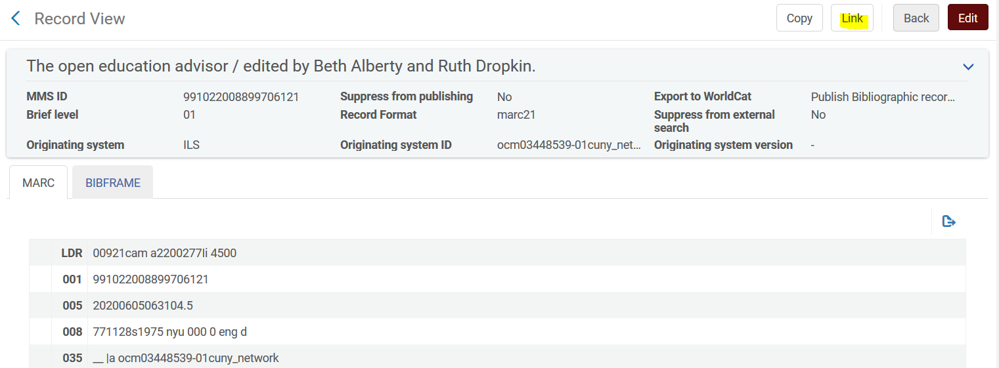 Record View
Copy
Link
Back
Edit
The open education advisor / edited by Beth Alberty and Ruth Dropkin.
MMS ID 991022008899706121 Suppress from publishing No Export to WorldCat Publish Bibliographic recor...
Brief level 01 Record Format marc21 Suppress from external search No
Originating system ILS Originating system ID ocm03448539-01cuny_net... Originating system version -
MARC BIBFRAME
LDR 00921cam a2200277Ii 4500
001 991022008899706121
005 20200605063104.5
008 771128s1975 nyu 000 0 eng d
035 __ |a ocm03448539-01cuny_network